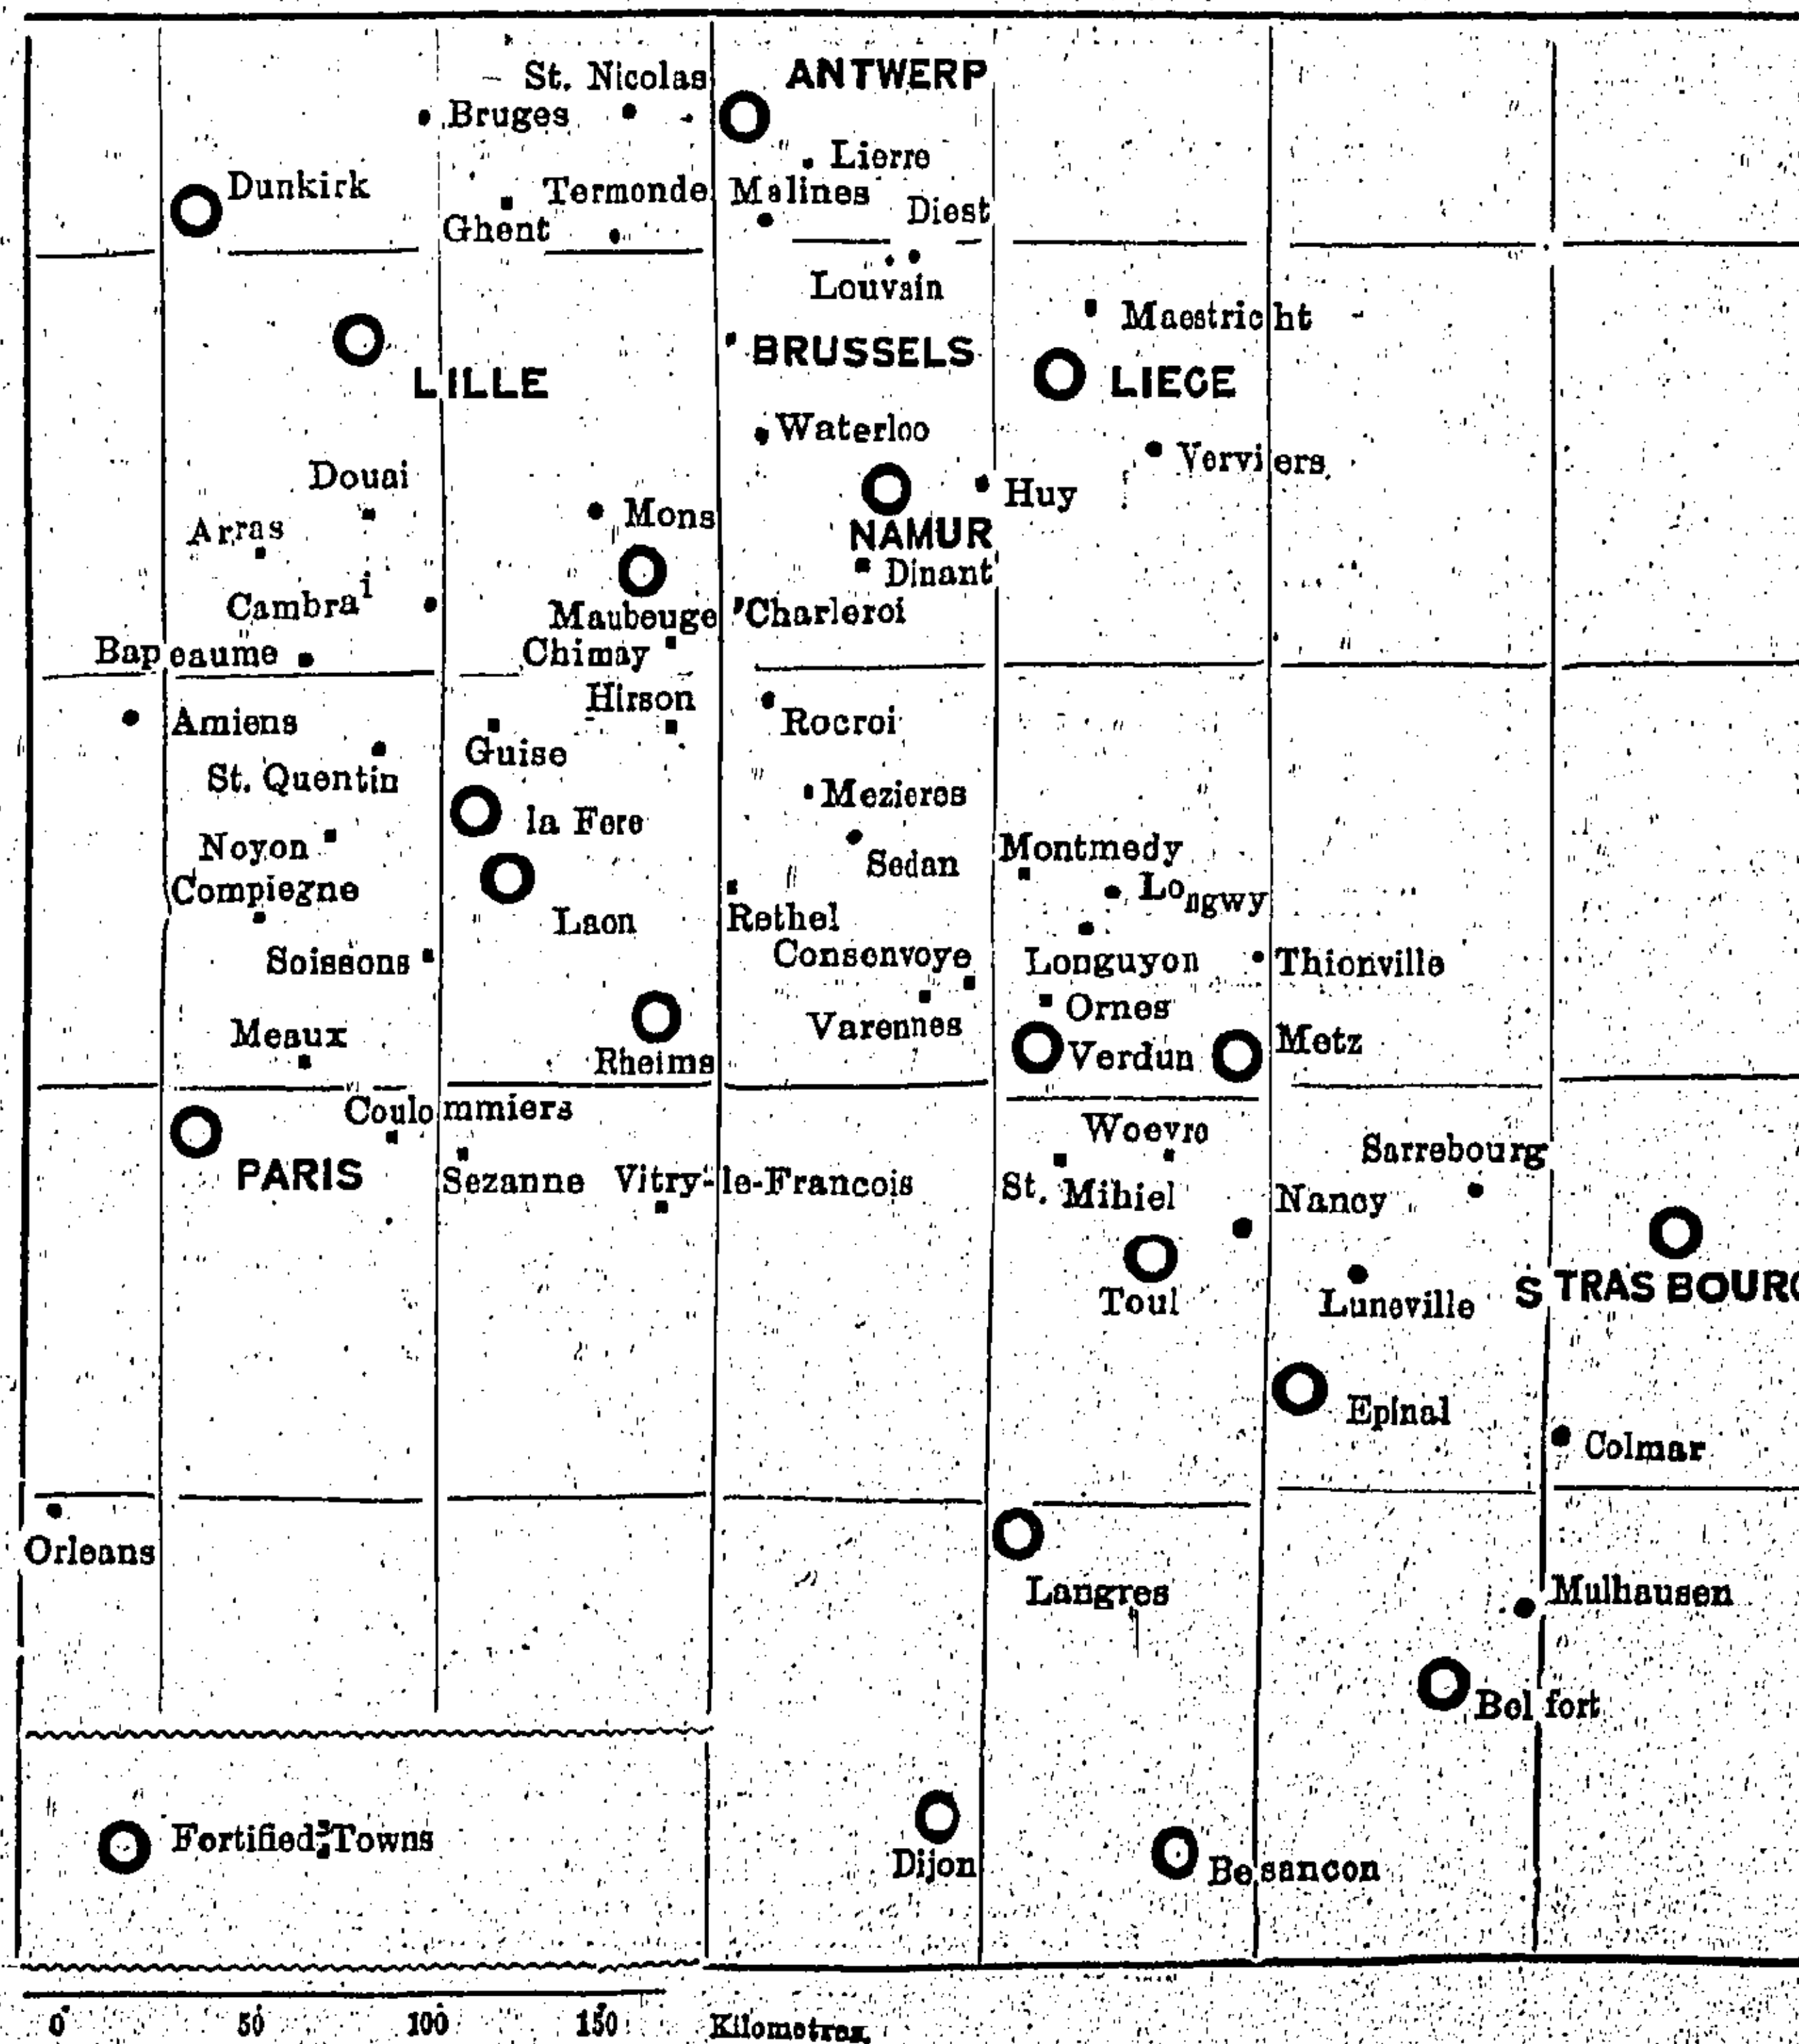 St. Nicolas
ANTWERP
Bruges
Lierre
Dunkirk
Termonde
Malines
Diest
Ghent
Louvain
Maestricht
BRUSSELS
LILLE
LIEGE
Waterloo
Verviers
Douai
Huy
Mons
Arras
NAMUR
Dinant
Cambrai
Maubeuge
Charleroi
Bapeaume
Chimay
Hirson
Amiens
Rocroi
Guise
St. Quentin
Mezieres
la Fere
Noyon
Montmedy
Sedan
Compiegne
Longwy
Laon
Rethel
Consenvoye
Soissons
Longuyon
Thionville
Ornes
Varennes
Meaux
Metz
Rheims
Verdun
Coulommiers
Woevre
Sarrebourg
PARIS
Sezanne
Vitry-le-Francois
St. Mihiel
Nancy
STRASBOURG
Toul
Luneville
Epinal
Colmar
Orleans
Langres
Mulhausen
Belfort
Fortified Towns
Dijon
Besancon
0 50 100 150 Kilometres